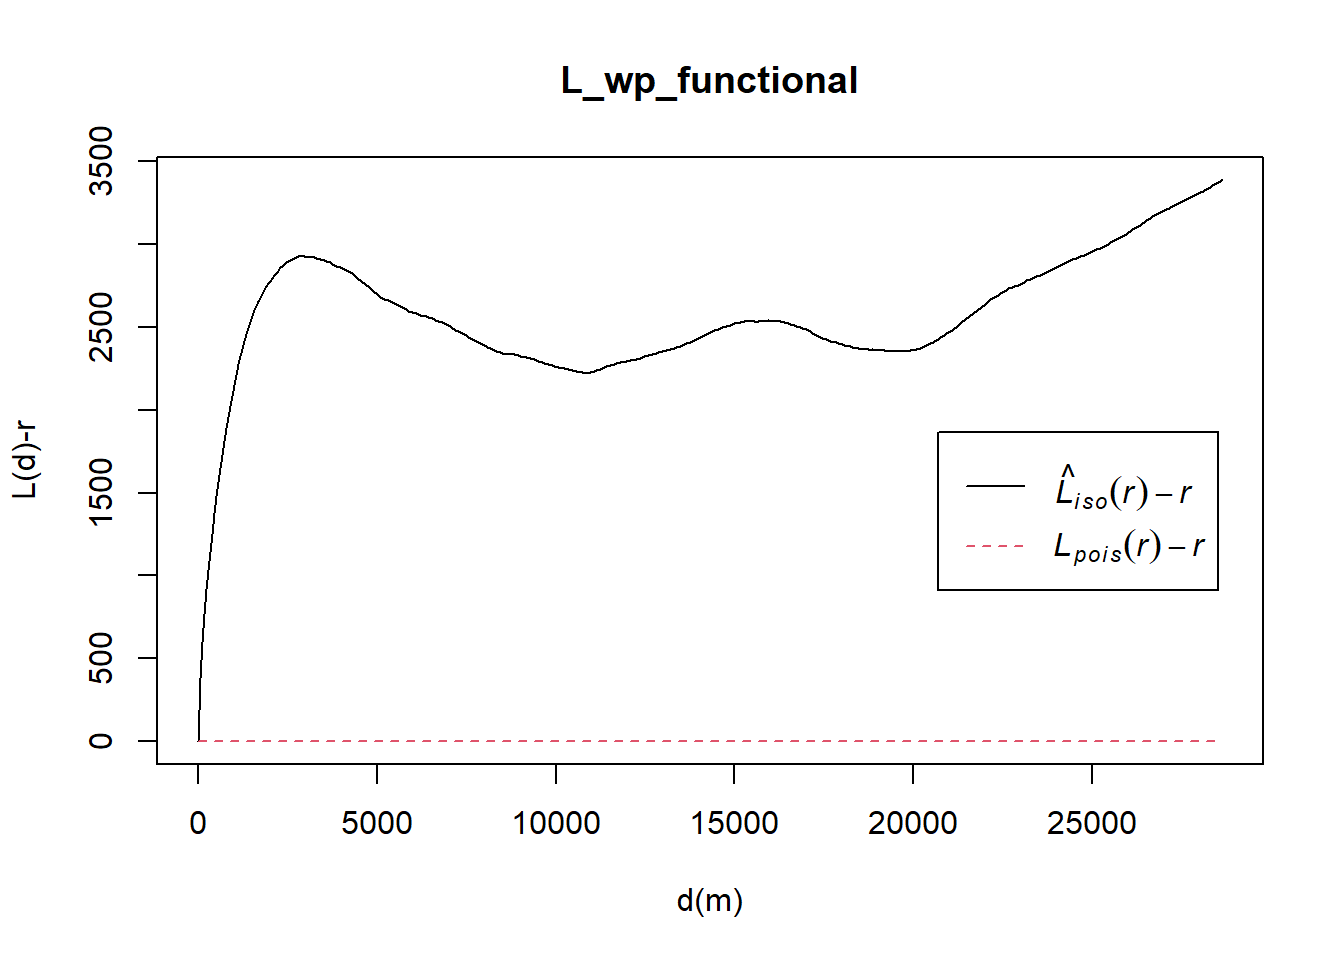 L_wp_functional
3500
2500
1500
500
0
L(d)-r
L̂iso(r) − r
Lpois(r) − r
0 5000 10000 15000 20000 25000
d(m)